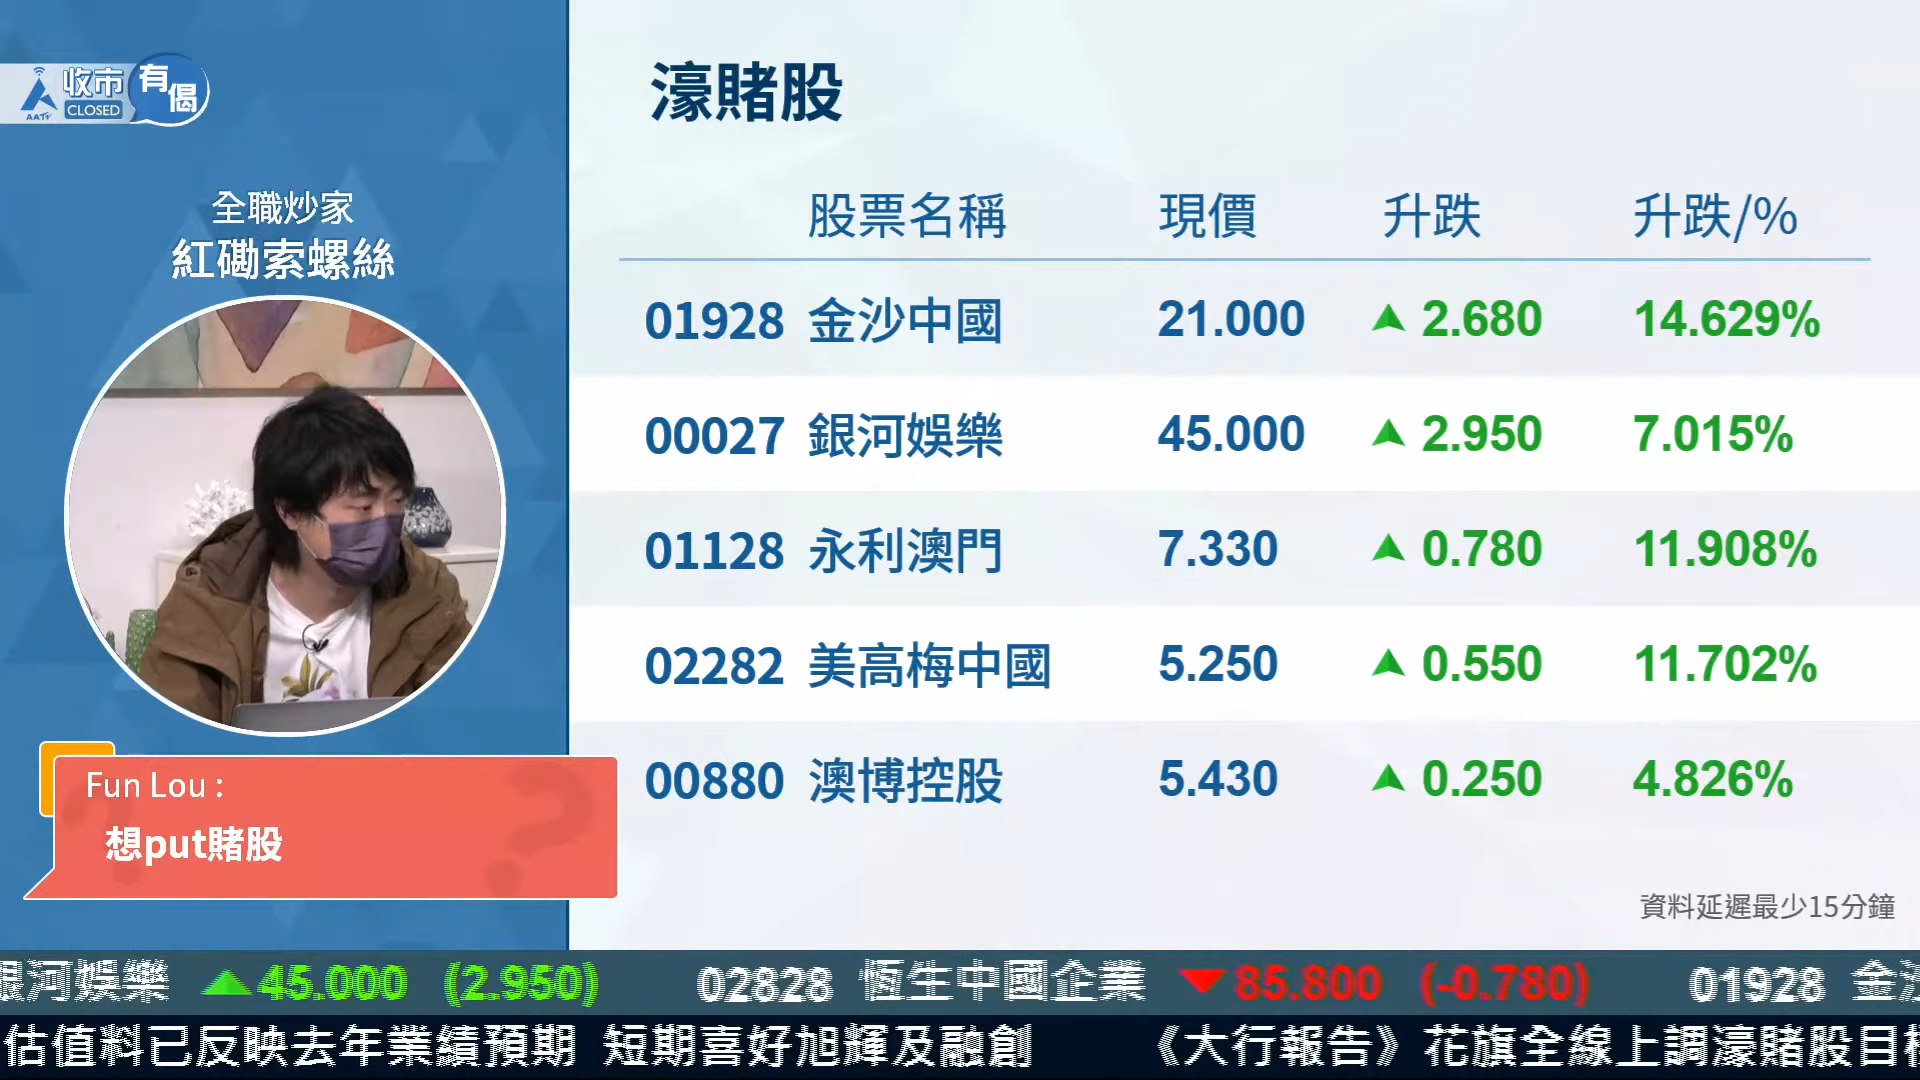 收市
有偈
CLOSED
AATV
全職炒家
紅磡索螺絲
Fun Lou :
想put賭股
濠賭股
股票名稱 現價 升跌 升跌/%
01928 金沙中國 21.000 ▲ 2.680 14.629%
00027 銀河娛樂 45.000 ▲ 2.950 7.015%
01128 永利澳門 7.330 ▲ 0.780 11.908%
02282 美高梅中國 5.250 ▲ 0.550 11.702%
00880 澳博控股 5.430 ▲ 0.250 4.826%
資料延遲最少15分鐘
銀河娛樂 ▲45.000 (2.950) 02828 恆生中國企業 ▼85.800 (-0.780) 01928 金沙
估值料已反映去年業績預期 短期喜好旭輝及融創 《大行報告》花旗全線上調濠賭股目標